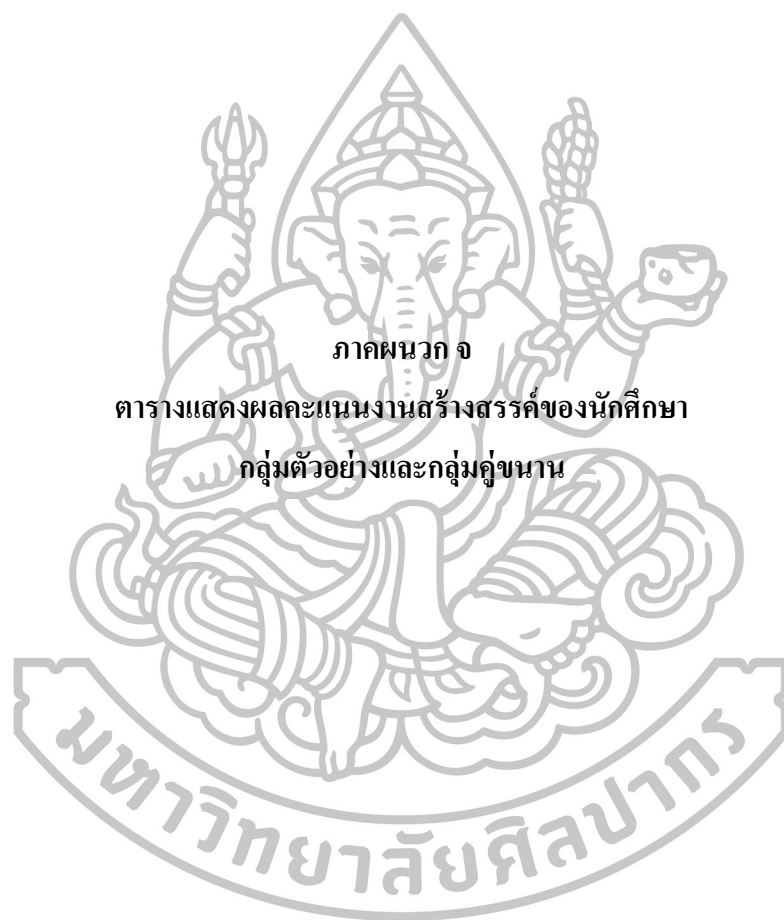 ภาคผนวก จ
ตารางแสดงผลคะแนนงานสร้างสรรค์ของนักศึกษา
กลุ่มตัวอย่างและกลุ่มคู่ขนาน
มหาวิทยาลัยศิลปากร